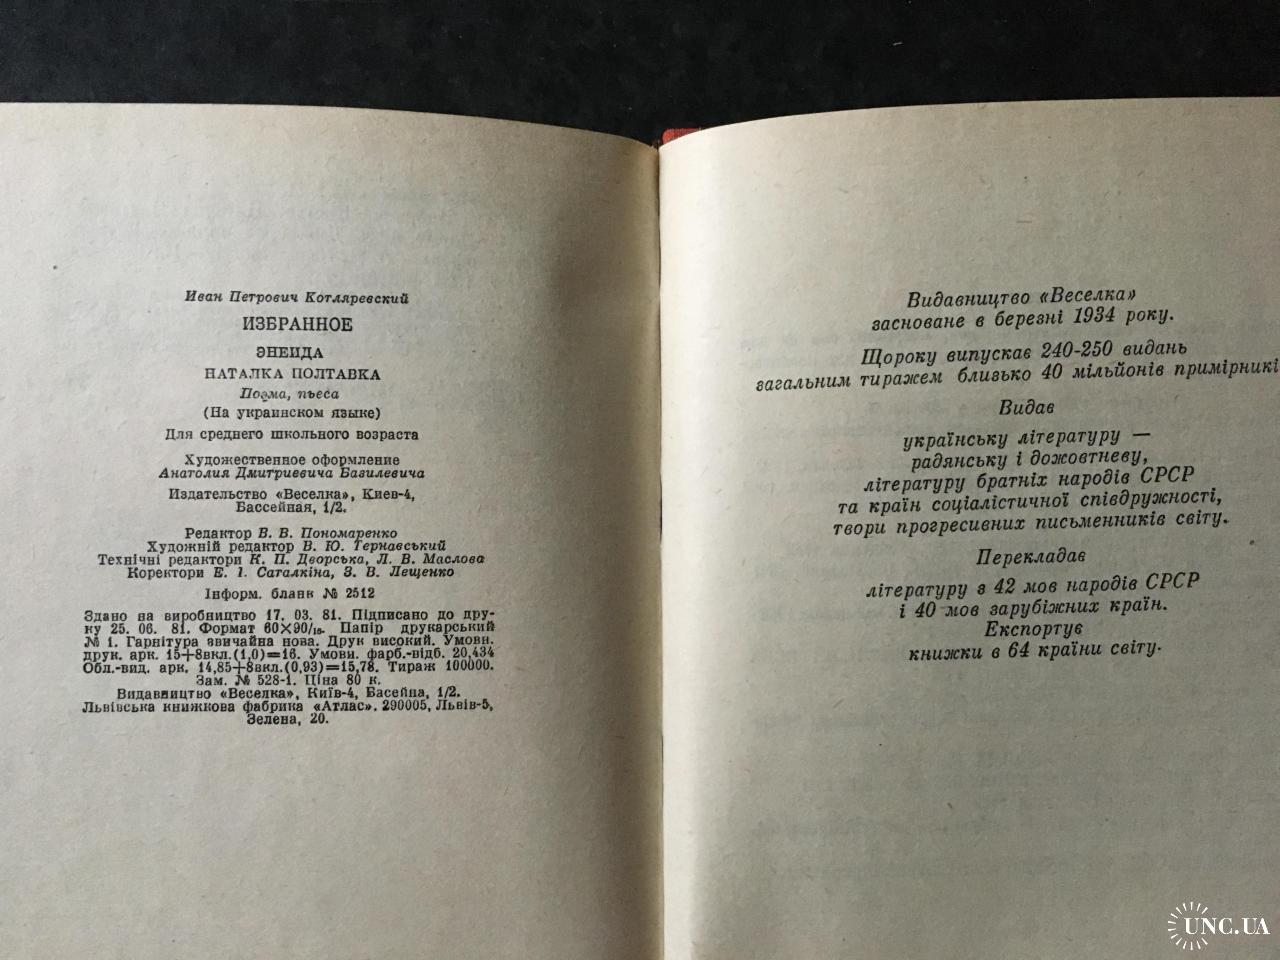 Иван Петрович Котляревский
ИЗБРАННОЕ
ЭНЕИДА
НАТАЛКА ПОЛТАВКА
Поэма, пьеса
(На украинском языке)
Для среднего школьного возраста
Художественное оформление
Анатолия Дмитриевича Базилевича
Издательство «Веселка», Киев-4,
Бассейная, 1/2.
Редактор В. В. Пономаренко
Художній редактор В. Ю. Тернавський
Технічні редактори К. П. Дворська, Л. В. Маслова
Коректори Е. І. Саталкіна, З. В. Лещенко
Інформ. бланк № 2512
Здано на виробництво 17. 03. 81. Підписано до дру-
ку 25. 06. 81. Формат 60×90/16. Папір друкарський
№ 1. Гарнітура звичайна нова. Друк високий. Умовн.
друк. арк. 15+8вкл.(1,0)=16. Умовн. фарб.-відб. 20,434
Обл.-вид. арк. 14,85+8вкл.(0,93)=15,78. Тираж 100000.
Зам. № 528-1. Ціна 80 к.
Видавництво «Веселка», Київ-4, Басейна, 1/2.
Львівська книжкова фабрика «Атлас». 290005, Львів-5,
Зелена, 20.
Видавництво «Веселка»
засноване в березні 1934 року.
Щороку випускає 240-250 видань
загальним тиражем близько 40 мільйонів примірникі
Видає
українську літературу —
радянську і дожовтневу,
літературу братніх народів СРСР
та країн соціалістичної співдружності,
твори прогресивних письменників світу.
Перекладає
літературу з 42 мов народів СРСР
і 40 мов зарубіжних країн.
Експортує
книжки в 64 країни світу.
UNC.UA